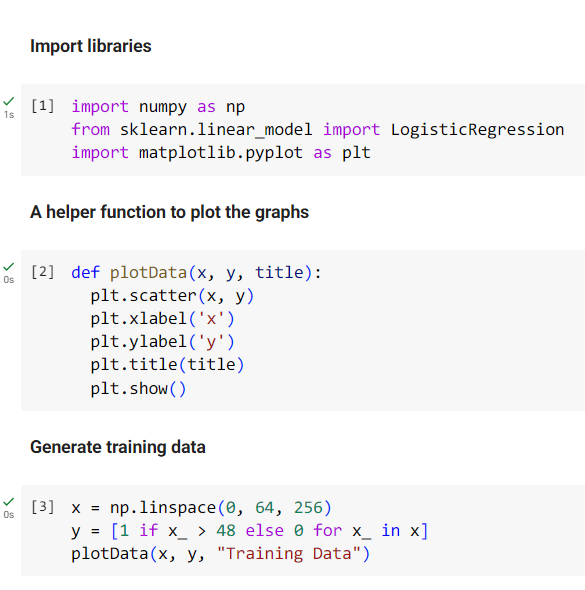 Import libraries
[1] import numpy as np
1s from sklearn.linear_model import LogisticRegression
import matplotlib.pyplot as plt
A helper function to plot the graphs
[2] def plotData(x, y, title):
0s plt.scatter(x, y)
plt.xlabel('x')
plt.ylabel('y')
plt.title(title)
plt.show()
Generate training data
[3] x = np.linspace(0, 64, 256)
0s y = [1 if x_ > 48 else 0 for x_ in x]
plotData(x, y, "Training Data")